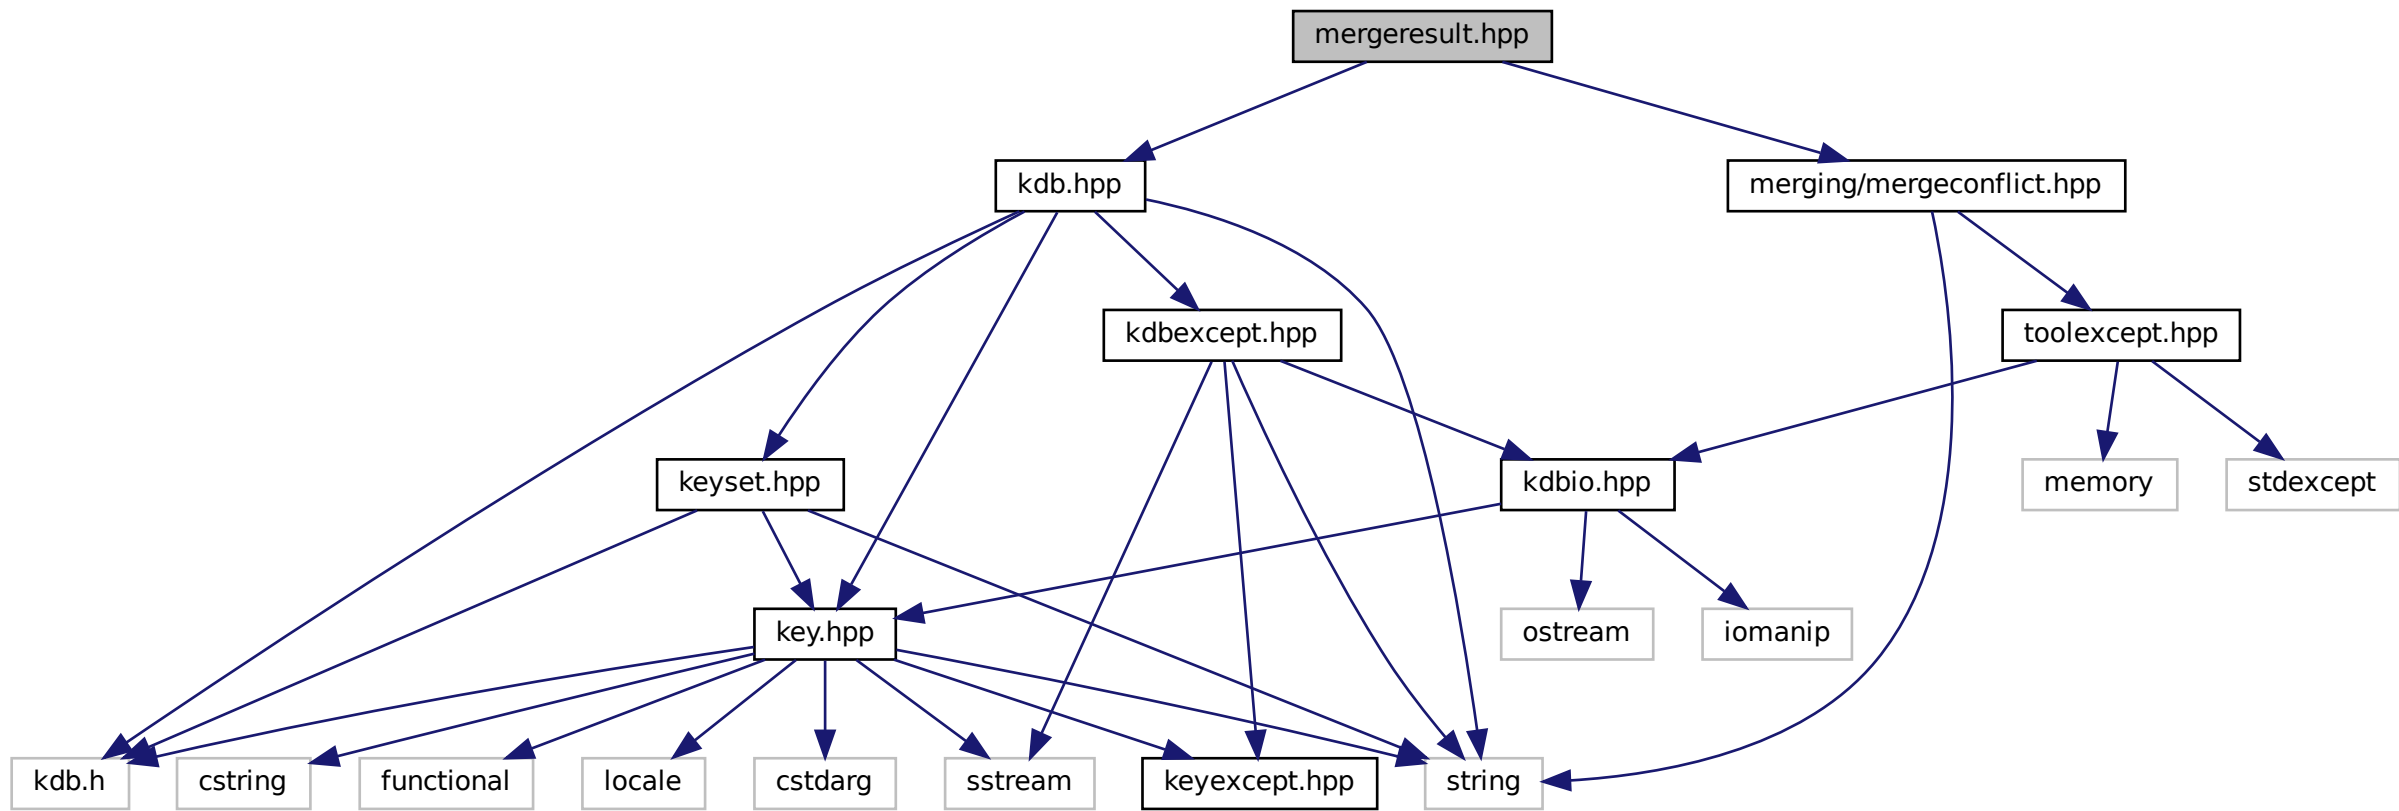 mergeresult.hpp
kdb.hpp
merging/mergeconflict.hpp
kdbexcept.hpp
toolexcept.hpp
keyset.hpp
kdbio.hpp
memory
stdexcept
key.hpp
ostream
iomanip
kdb.h
cstring
functional
locale
cstdarg
sstream
keyexcept.hpp
string